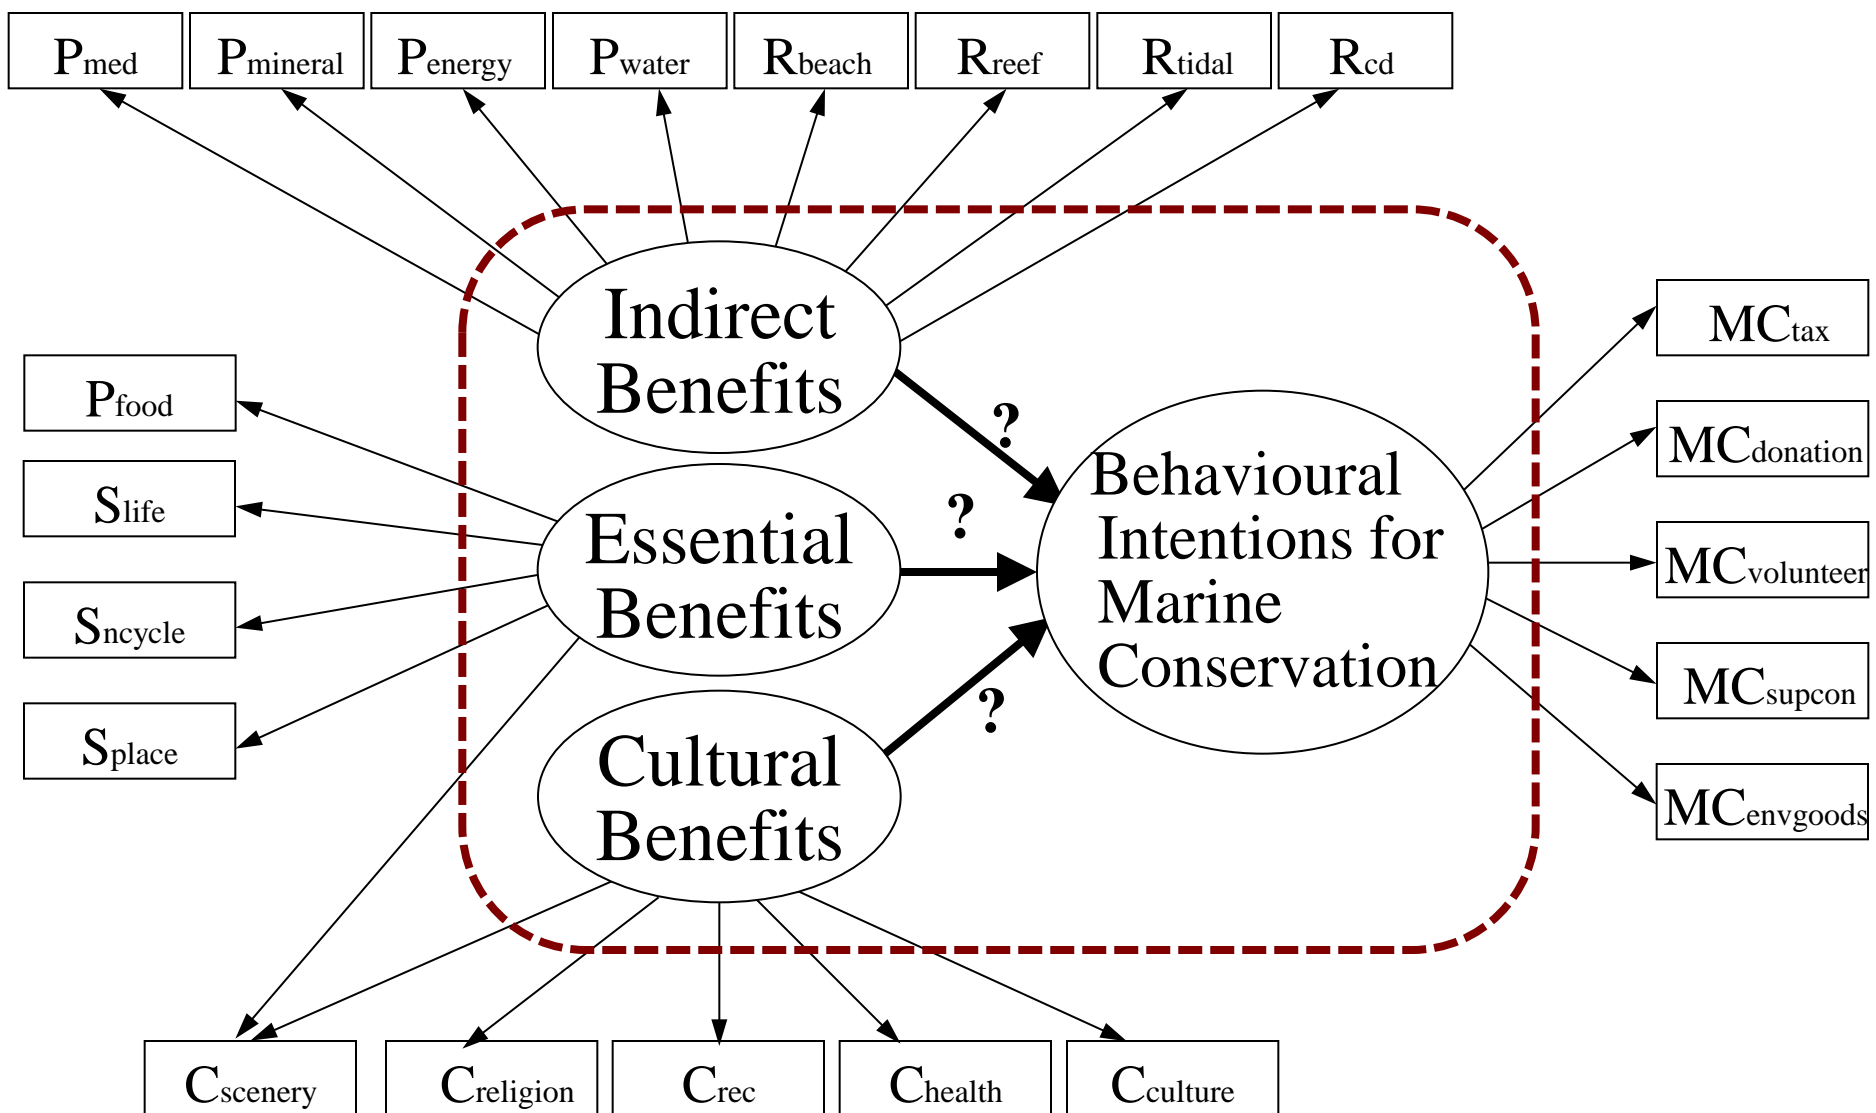 Pmed Pmineral Penergy Pwater Rbeach Rreef Rtidal Rcd
Indirect
Benefits
?
MCtax
Pfood
MCdonation
Slife
Essential
Benefits
?
Behavioural
Intentions for
Marine
Conservation
MCvolunteer
Sncycle
MCsupcon
Splace
Cultural
Benefits
?
MCenvgoods
Cscenery Creligion Crec Chealth Cculture